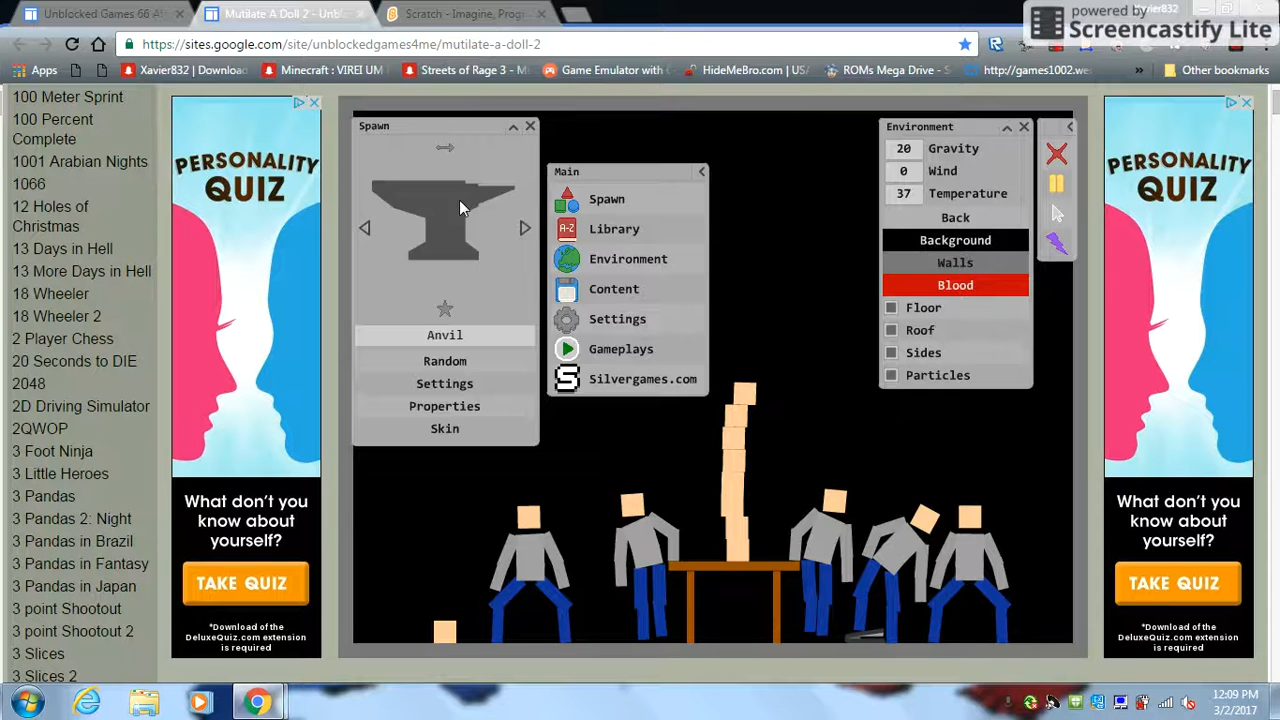 Unblocked Games 66 A
Mutilate A Doll 2 - Unb
Scratch - Imagine, Prog
Xavier832
powered by
Screencastify Lite
https://sites.google.com/site/unblockedgames4me/mutilate-a-doll-2
Apps
Xavier832 | Download
Minecraft : VIREI UM
Streets of Rage 3 - M
Game Emulator with
HideMeBro.com | US/
ROMs Mega Drive -
http://games1002.we
»
Other bookmarks
100 Meter Sprint
100 Percent
Complete
1001 Arabian Nights
1066
12 Holes of
Christmas
13 Days in Hell
13 More Days in Hell
18 Wheeler
18 Wheeler 2
2 Player Chess
20 Seconds to DIE
2048
2D Driving Simulator
2QWOP
3 Foot Ninja
3 Little Heroes
3 Pandas
3 Pandas 2: Night
3 Pandas in Brazil
3 Pandas in Fantasy
3 Pandas in Japan
3 point Shootout
3 point Shootout 2
3 Slices
3 Slices 2
PERSONALITY
QUIZ
What don't you
know about
yourself?
TAKE QUIZ
*Download of the
DeluxeQuiz.com extension
is required
Spawn
Anvil
Random
Settings
Properties
Skin
Main
Spawn
A-Z
Library
Environment
Content
Settings
Gameplays
S
Silvergames.com
Environment
20 Gravity
0 Wind
37 Temperature
Back
Background
Walls
Blood
Floor
Roof
Sides
Particles
PERSONALITY
QUIZ
What don't you
know about
yourself?
TAKE QUIZ
*Download of the
DeluxeQuiz.com extension
is required
12:09 PM
3/2/2017